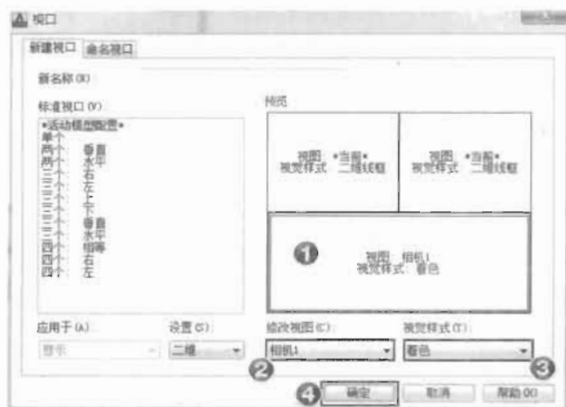 视口
新建视口 命名视口
新名称(N):
标准视口(V):
*活动模型配置*
单个
两个: 垂直
两个: 水平
三个: 右
三个: 左
三个: 上
三个: 下
三个: 垂直
三个: 水平
四个: 相等
四个: 右
四个: 左
预览
视图: *当前*
视觉样式: 二维线框
视图: *当前*
视觉样式: 二维线框
1
视图: 相机1
视觉样式: 着色
应用于(A):
显示
设置(S):
二维
修改视图(C):
相机1
视觉样式(T):
着色
2
3
4
确定
取消
帮助(H)